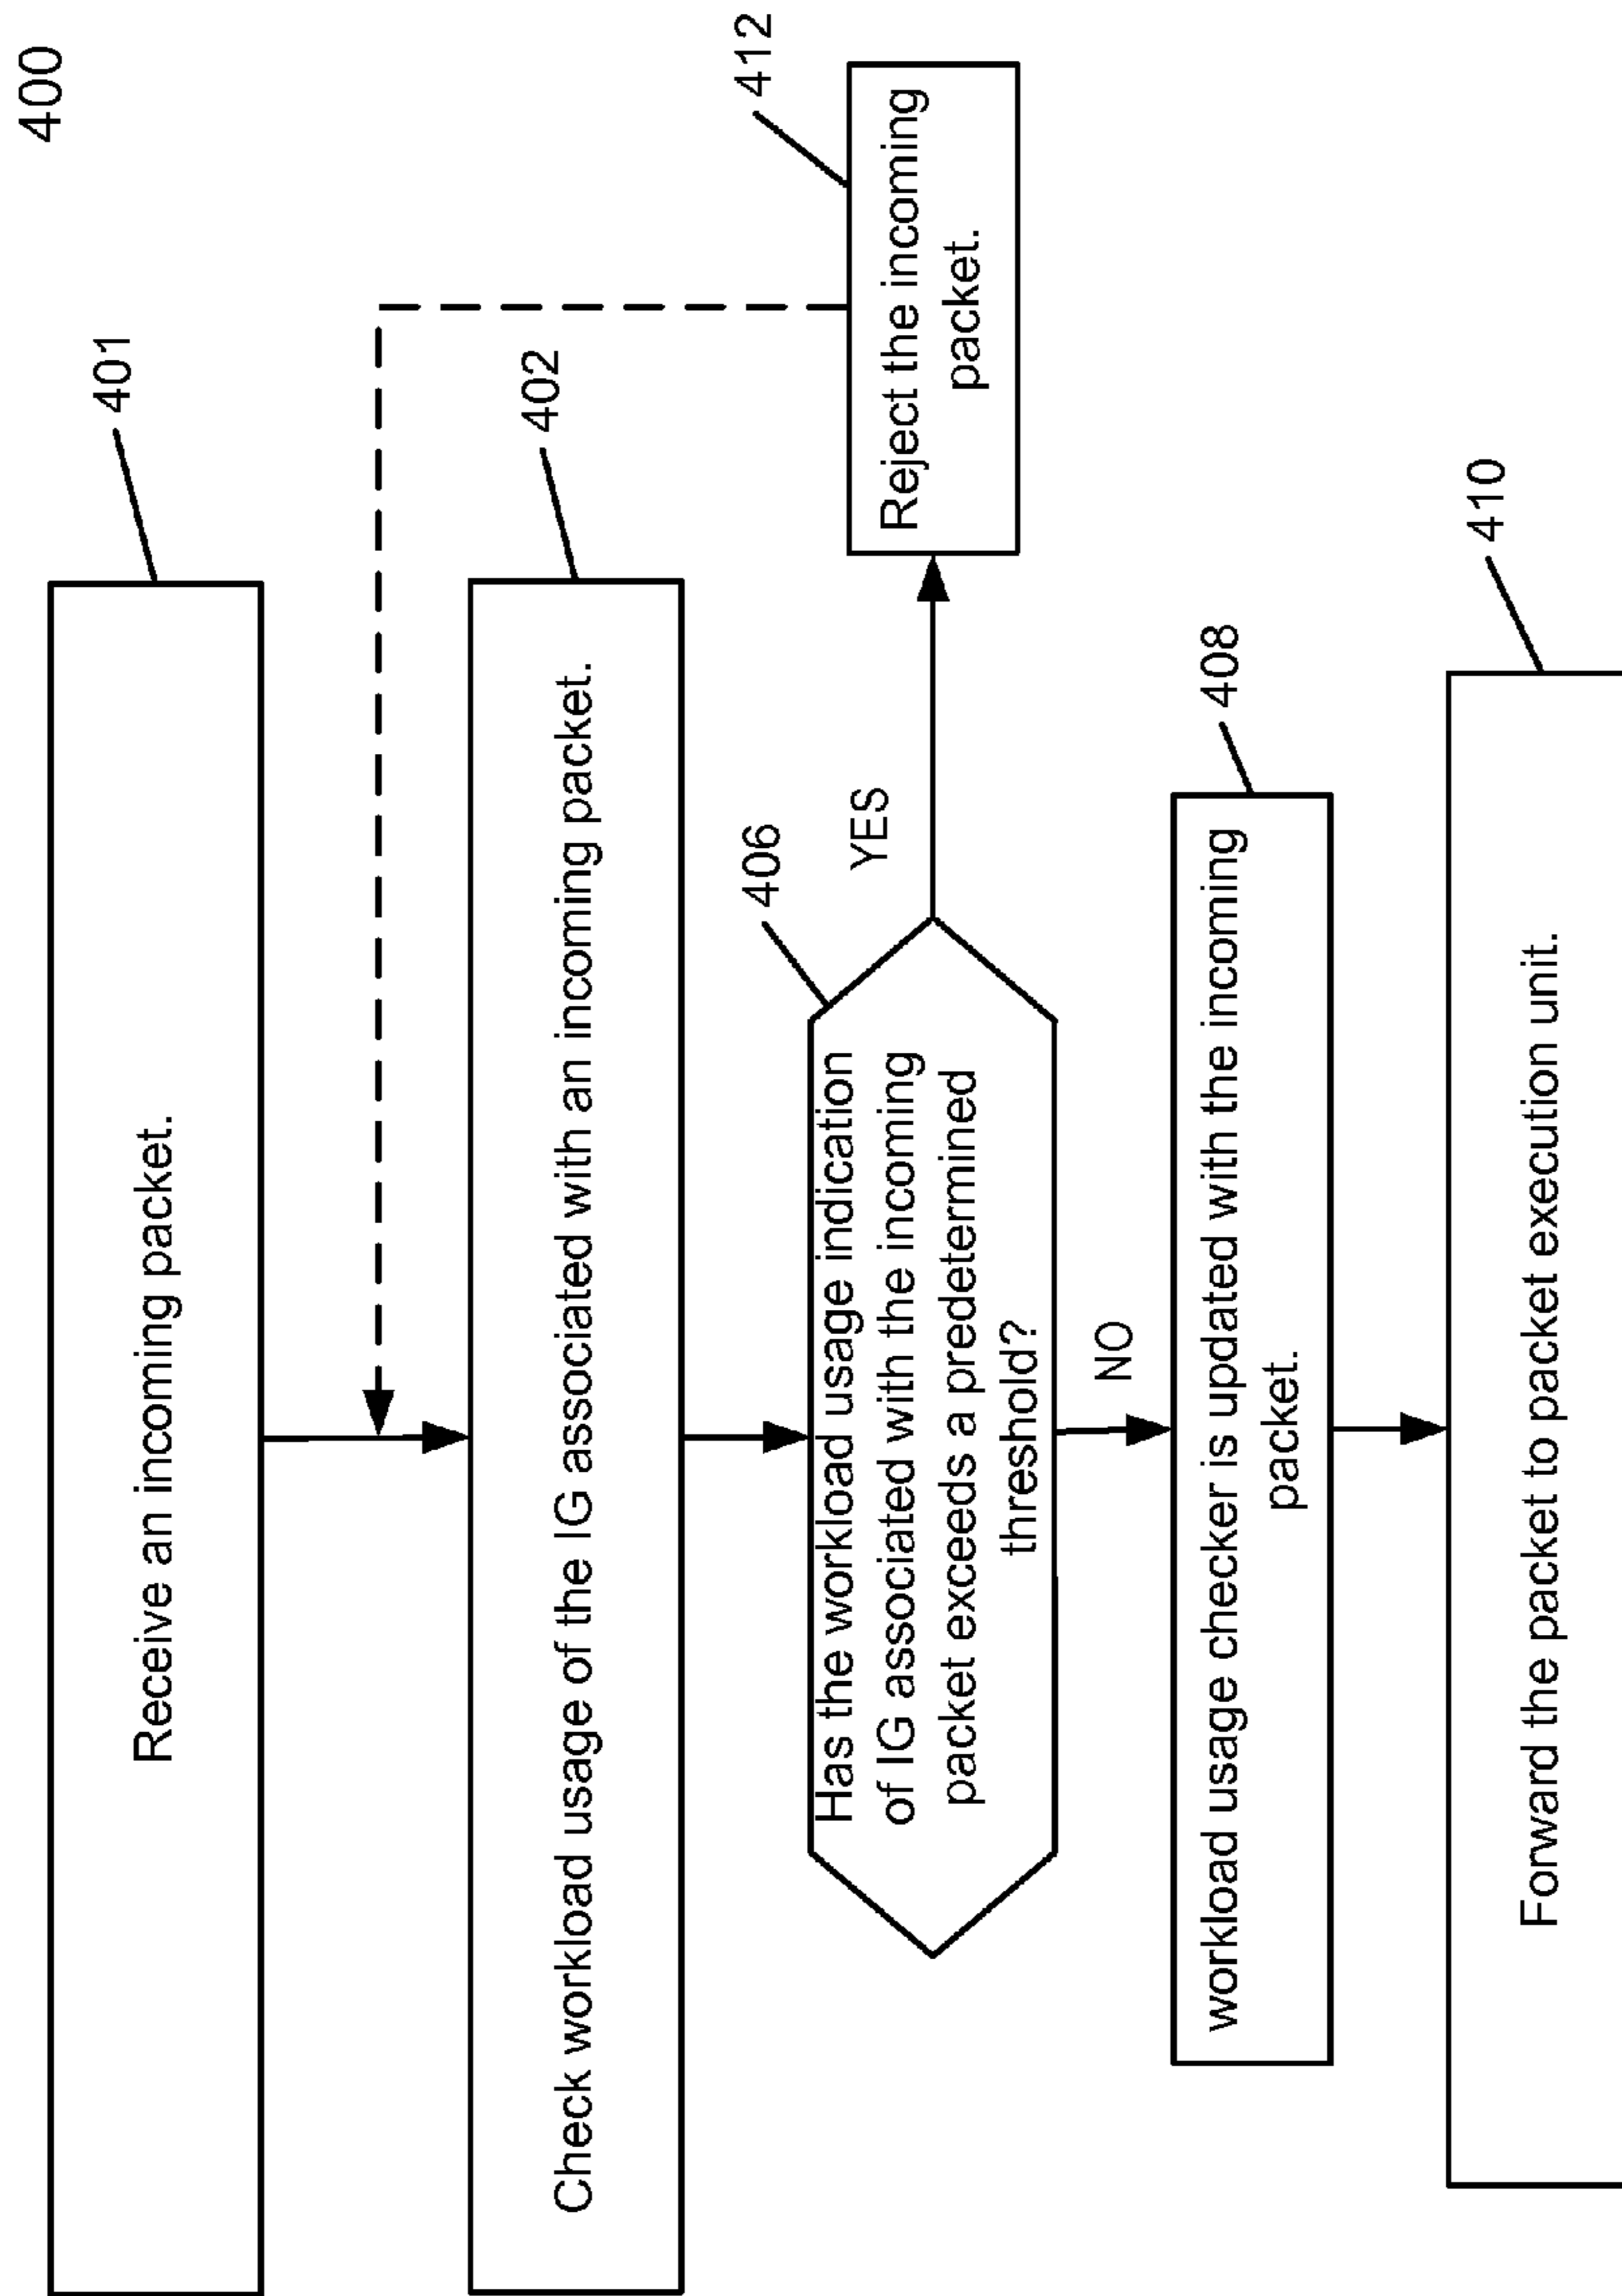 400
Receive an incoming packet.
401
Check workload usage of the IG associated with an incoming packet.
402
Has the workload usage indication
of IG associated with the incoming
packet exceeds a predetermined
threshold?
406
YES
Reject the incoming
packet.
412
NO
workload usage checker is updated with the incoming
packet.
408
Forward the packet to packet execution unit.
410